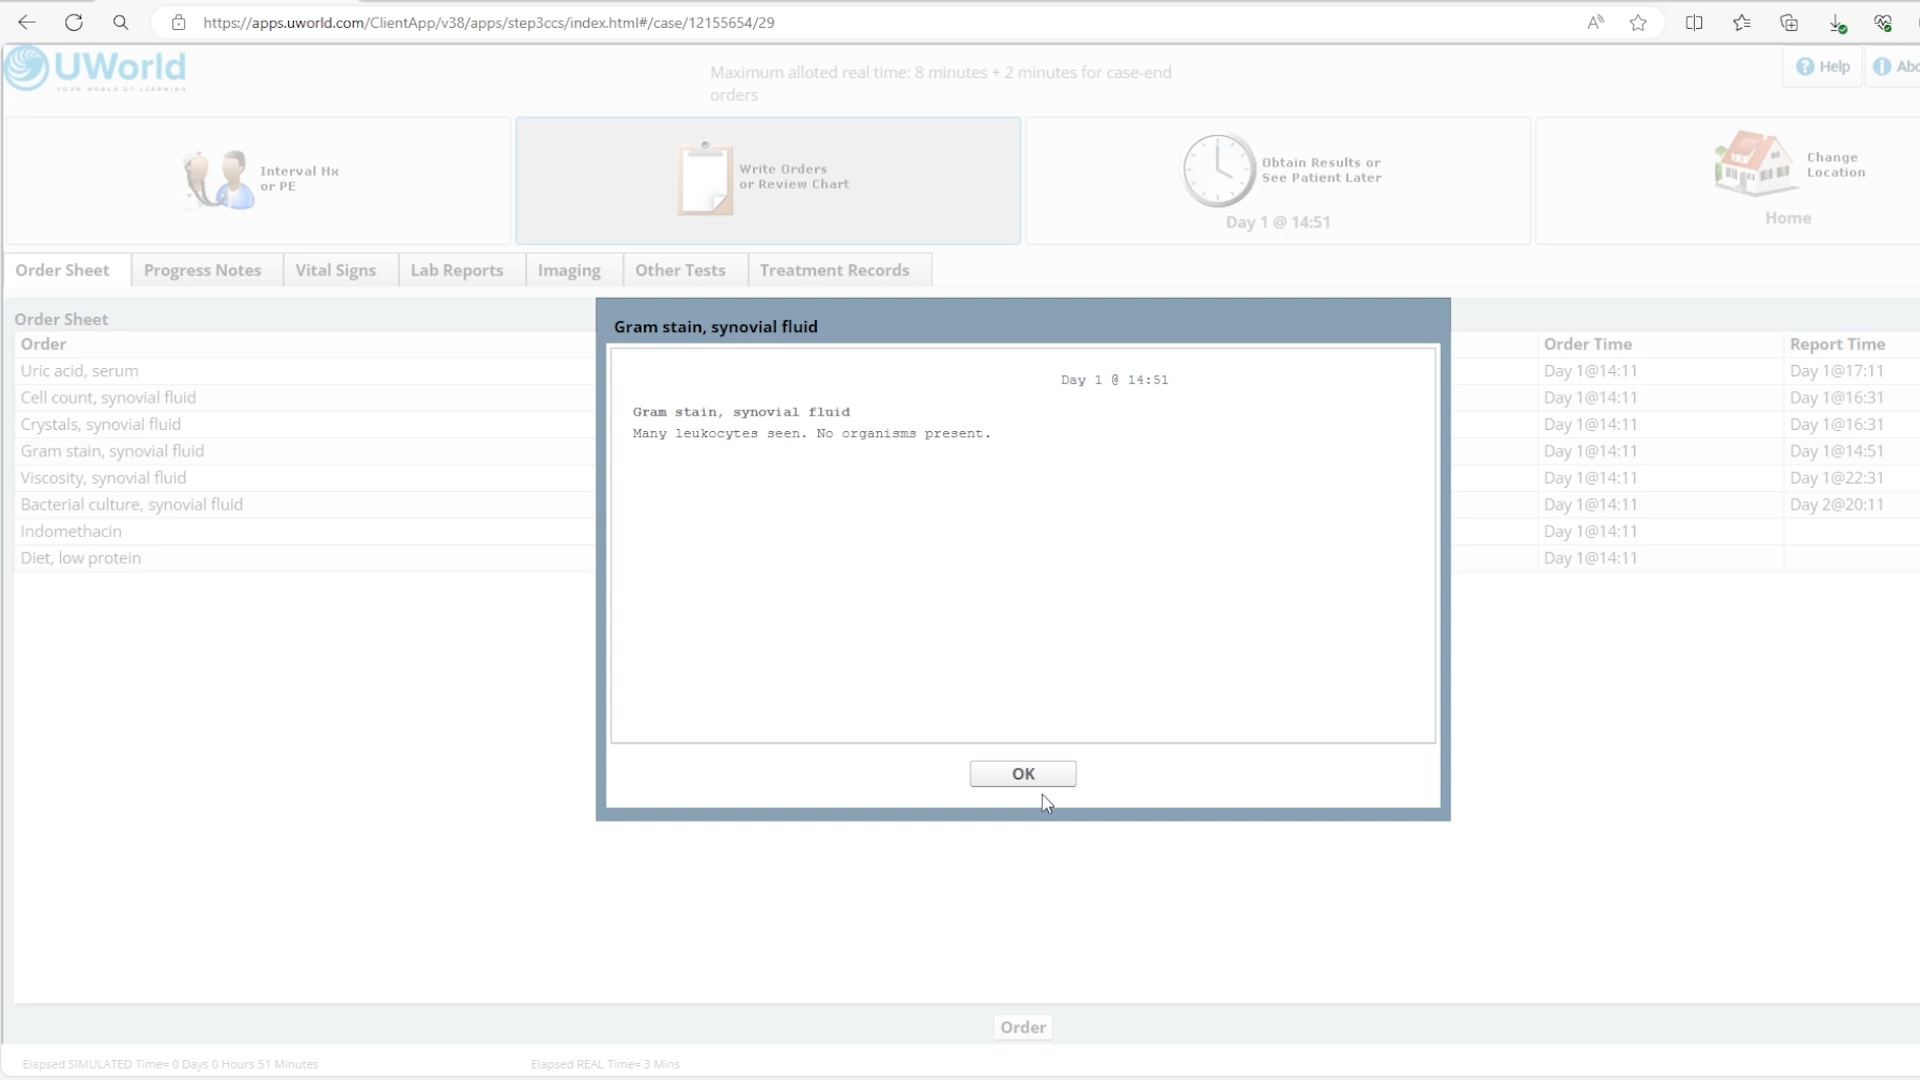 https://apps.uworld.com/ClientApp/v38/apps/step3ccs/index.html#/case/12155654/29
UWorld
YOUR WORLD OF LEARNING
Maximum alloted real time: 8 minutes + 2 minutes for case-end
orders
Help
Abo
Interval Hx
or PE
Write Orders
or Review Chart
Obtain Results or
See Patient Later
Day 1 @ 14:51
Change
Location
Home
Order Sheet
Progress Notes
Vital Signs
Lab Reports
Imaging
Other Tests
Treatment Records
Order Sheet
Order Order Time Report Time
Uric acid, serum Day 1@14:11 Day 1@17:11
Cell count, synovial fluid Day 1@14:11 Day 1@16:31
Crystals, synovial fluid Day 1@14:11 Day 1@16:31
Gram stain, synovial fluid Day 1@14:11 Day 1@14:51
Viscosity, synovial fluid Day 1@14:11 Day 1@22:31
Bacterial culture, synovial fluid Day 1@14:11 Day 2@20:11
Indomethacin Day 1@14:11
Diet, low protein Day 1@14:11
Gram stain, synovial fluid
Day 1 @ 14:51
Gram stain, synovial fluid
Many leukocytes seen. No organisms present.
OK
Order
Elapsed SIMULATED Time= 0 Days 0 Hours 51 Minutes
Elapsed REAL Time= 3 Mins